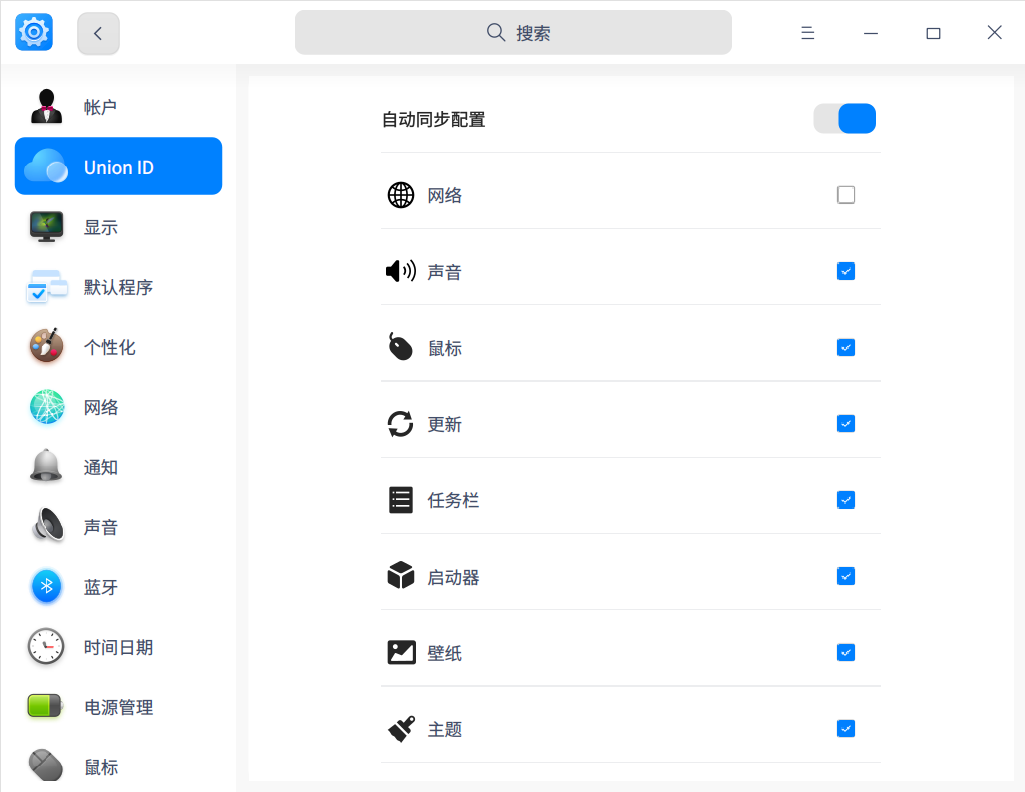 搜索
帐户
Union ID
显示
默认程序
个性化
网络
通知
声音
蓝牙
时间日期
电源管理
鼠标
自动同步配置
网络
声音
鼠标
更新
任务栏
启动器
壁纸
主题